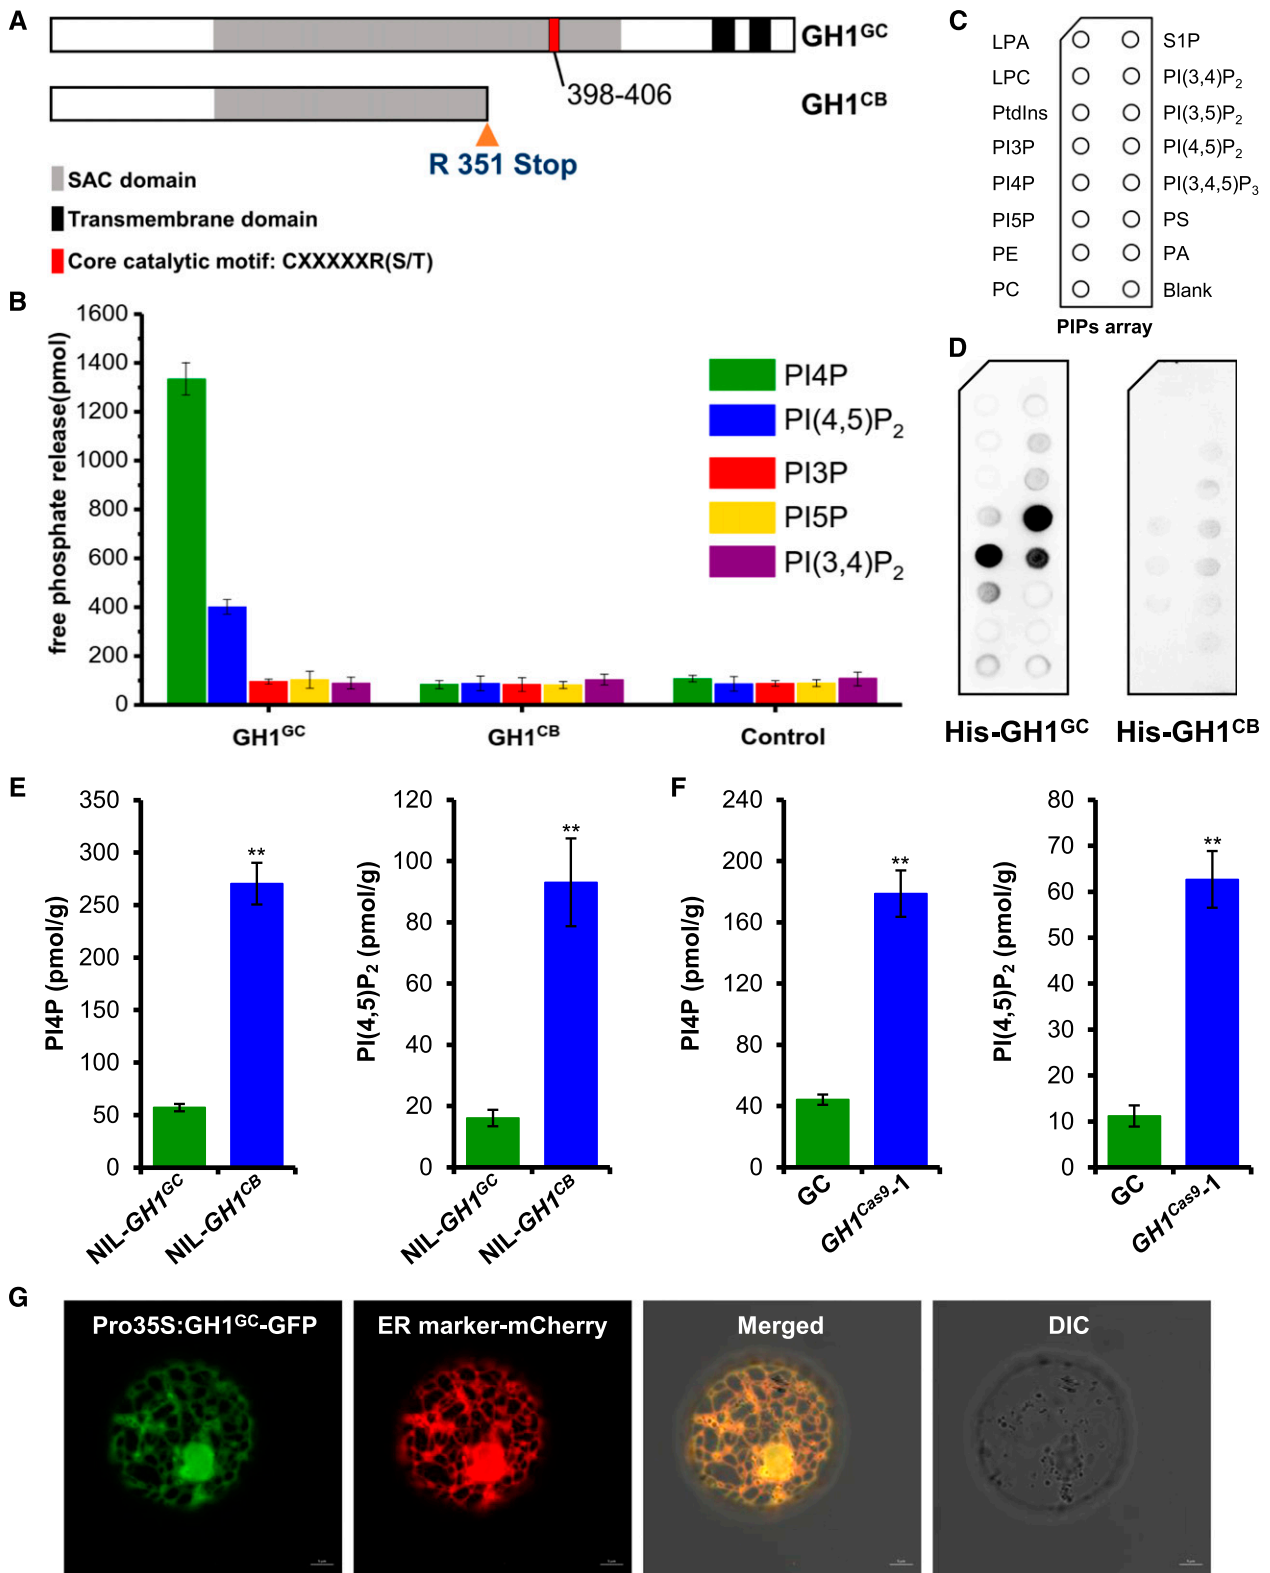 A
GH1GC
398-406
GH1CB
R 351 Stop
SAC domain
Transmembrane domain
Core catalytic motif: CXXXXXR(S/T)
B
free phosphate release(pmol)
1600
1400
1200
1000
800
600
400
200
0
PI4P
PI(4,5)P2
PI3P
PI5P
PI(3,4)P2
GH1GC
GH1CB
Control
C
LPA S1P
LPC PI(3,4)P2
PtdIns PI(3,5)P2
PI3P PI(4,5)P2
PI4P PI(3,4,5)P3
PI5P PS
PE PA
PC Blank
PIPs array
D
His-GH1GC
His-GH1CB
E
PI4P (pmol/g)
350
300
250
200
150
100
50
0
**
NIL-GH1GC
NIL-GH1CB
PI(4,5)P2 (pmol/g)
120
100
80
60
40
20
0
**
NIL-GH1GC
NIL-GH1CB
F
PI4P (pmol/g)
240
200
160
120
80
40
0
**
GC
GH1Cas9-1
PI(4,5)P2 (pmol/g)
80
70
60
50
40
30
20
10
0
**
GC
GH1Cas9-1
G
Pro35S:GH1GC-GFP
ER marker-mCherry
Merged
DIC